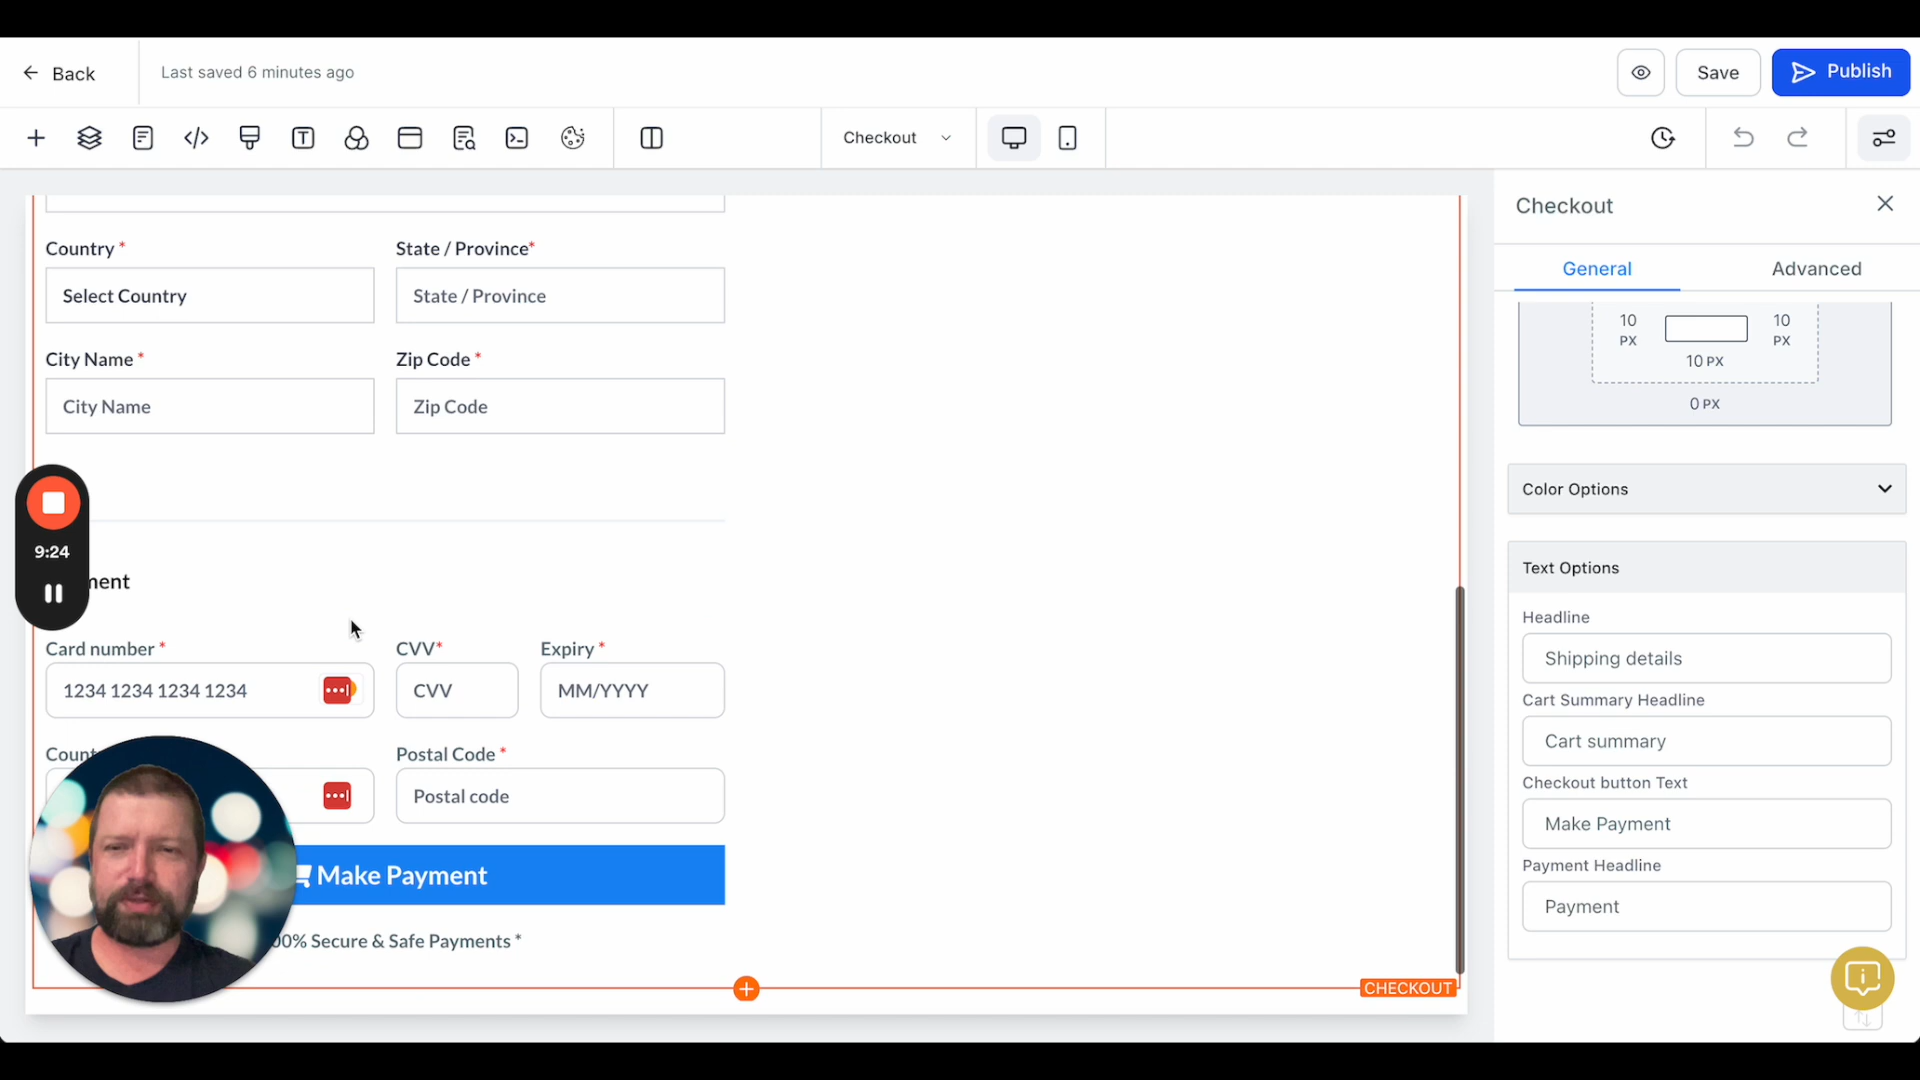 Back
Last saved 6 minutes ago
Save
Publish
Checkout
Checkout
General
Advanced
Country *
State / Province*
Select Country
State / Province
City Name *
Zip Code *
City Name
Zip Code
9:24
ment
Card number *
CVV*
Expiry *
1234 1234 1234 1234
CVV
MM/YYYY
Coun
Postal Code *
Postal code
Make Payment
00% Secure & Safe Payments *
CHECKOUT
10
PX
10
PX
10 PX
0 PX
Color Options
Text Options
Headline
Shipping details
Cart Summary Headline
Cart summary
Checkout button Text
Make Payment
Payment Headline
Payment